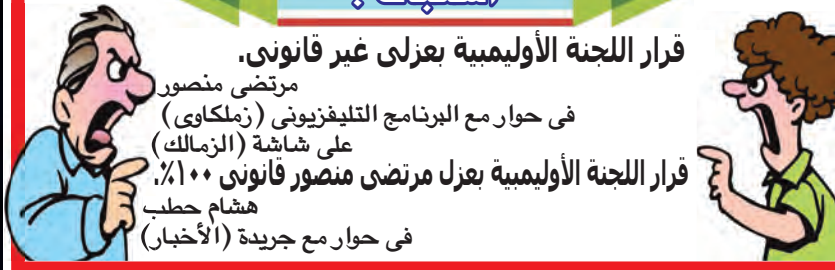 قرار اللجنة الأوليمبية بعزلى غير قانونى.
مرتضى منصور
فى حوار مع البرنامج التليفزيونى (زملكاوى)
على شاشة (الزمالك)
قرار اللجنة الأوليمبية بعزل مرتضى منصور قانونى ١٠٠٪.
هشام حطب
فى حوار مع جريدة (الأخبار)